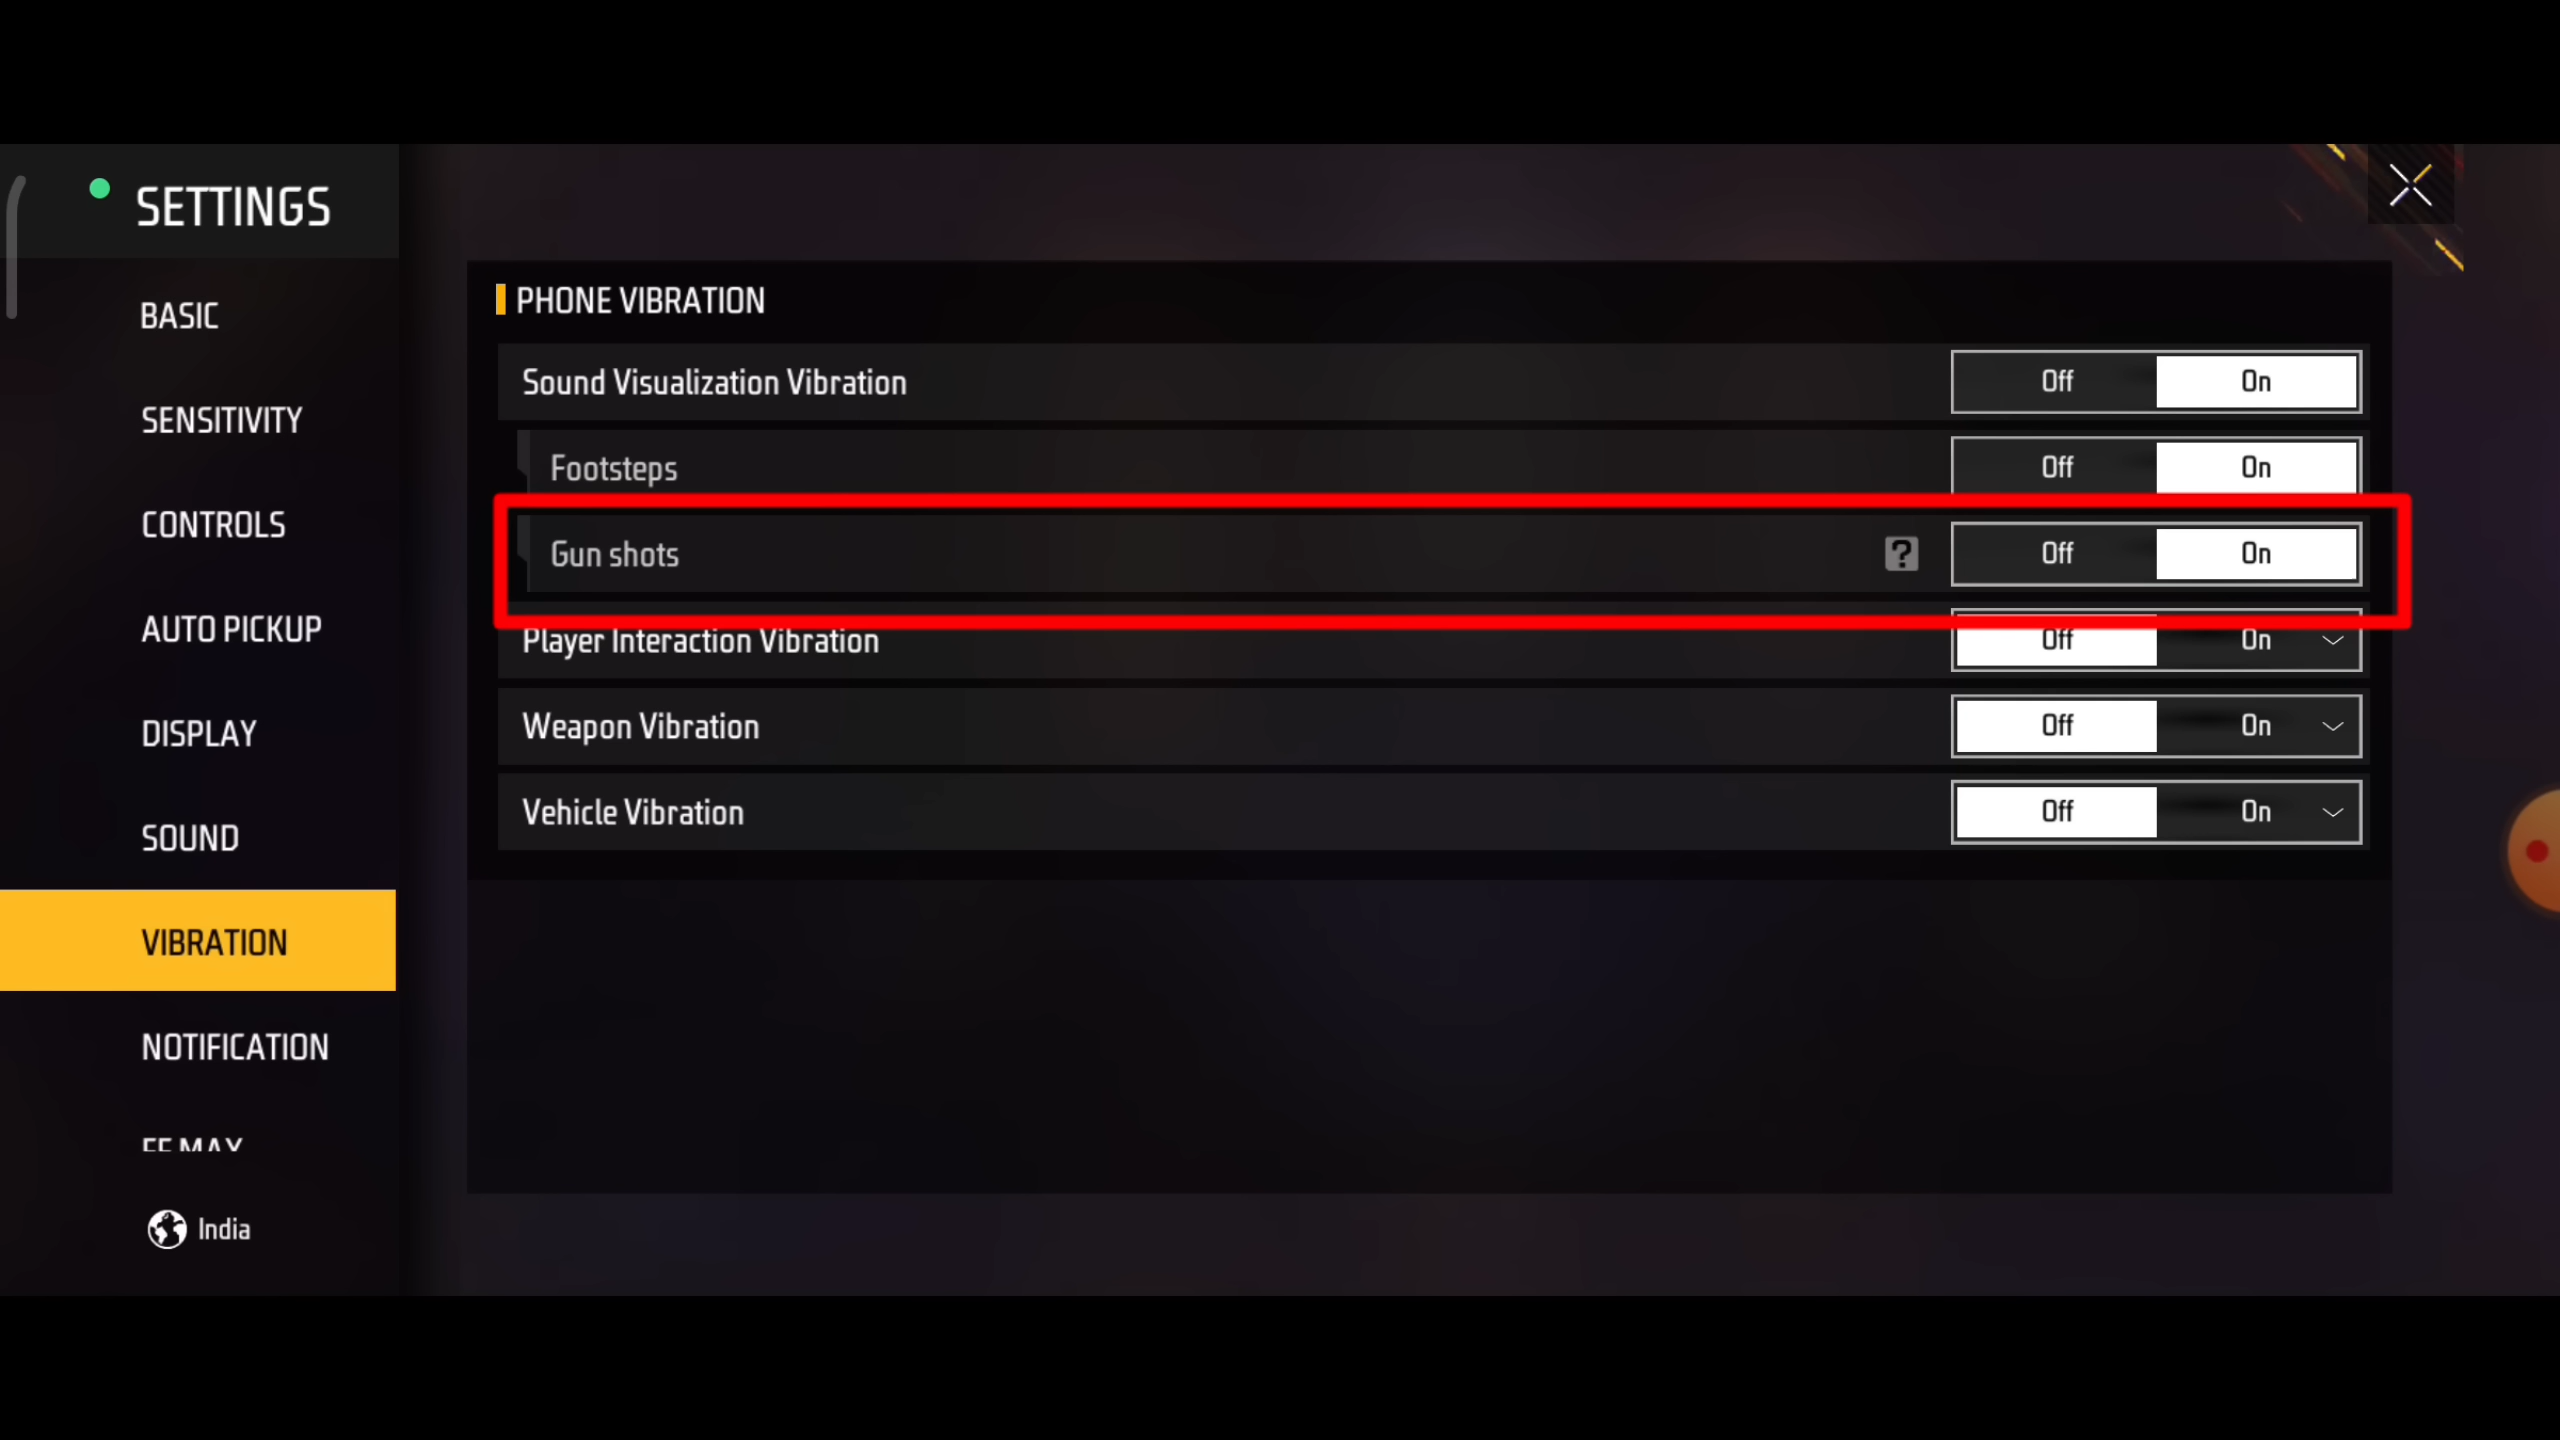 SETTINGS
BASIC
SENSITIVITY
CONTROLS
AUTO PICKUP
DISPLAY
SOUND
VIBRATION
NOTIFICATION
FF MAX
India
PHONE VIBRATION
Sound Visualization Vibration Off On
Footsteps Off On
Gun shots ? Off On
Player Interaction Vibration Off On
Weapon Vibration Off On
Vehicle Vibration Off On